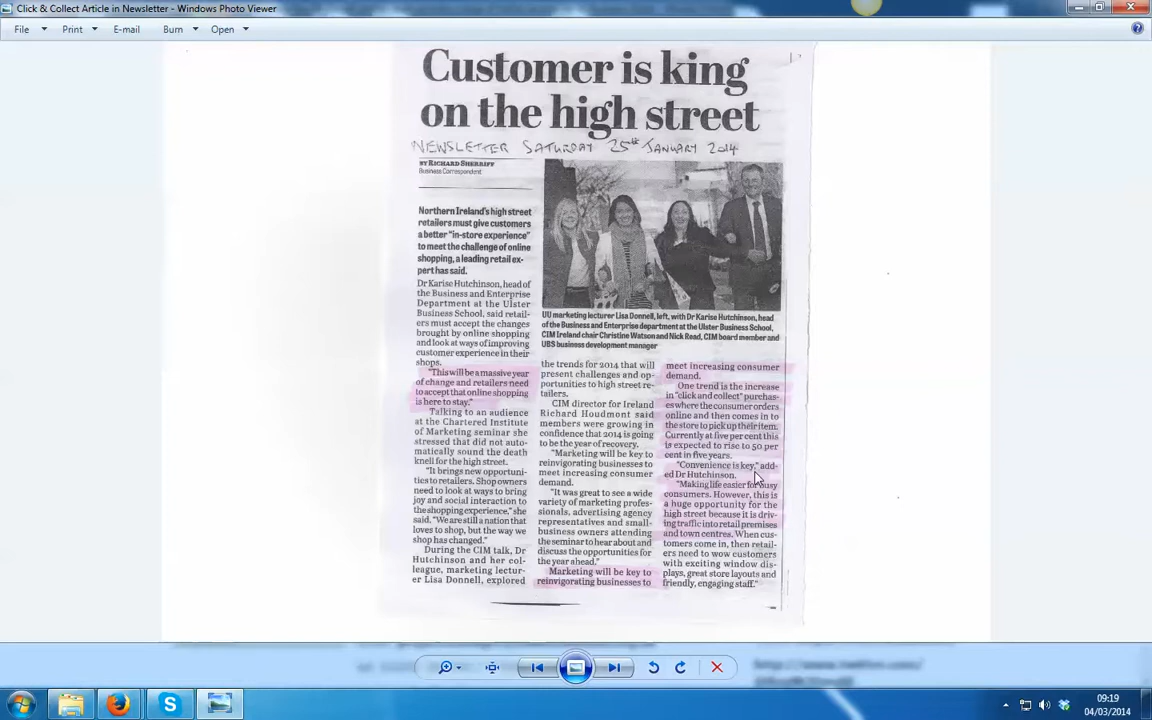 Click & Collect Article in Newsletter - Windows Photo Viewer
File Print E-mail Burn Open
Customer is king
on the high street
NEWSLETTER SATURDAY 25th JANUARY 2014
BY RICHARD SHERRIFF
Business Correspondent
Northern Ireland's high street
retailers must give customers
a better "in-store experience"
to meet the challenge of online
shopping, a leading retail ex-
pert has said.
Dr Karise Hutchinson, head of
the Business and Enterprise
Department at the Ulster
Business School, said retail-
ers must accept the changes
brought by online shopping
and look at ways of improving
customer experience in their
shops.
"This will be a massive year
of change and retailers need
to accept that online shopping
is here to stay."
Talking to an audience
at the Chartered Institute
of Marketing seminar she
stressed that did not auto-
matically sound the death
knell for the high street.
"It brings new opportuni-
ties to retailers. Shop owners
need to look at ways to bring
joy and social interaction to
the shopping experience," she
said. "We are still a nation that
loves to shop, but the way we
shop has changed."
During the CIM talk, Dr
Hutchinson and her col-
league, marketing lectur-
er Lisa Donnell, explored
UU marketing lecturer Lisa Donnell, left, with Dr Karise Hutchinson, head
of the Business and Enterprise department at the Ulster Business School,
CIM Ireland chair Christine Watson and Nick Read, CIM board member and
UBS business development manager
the trends for 2014 that will
present challenges and op-
portunities to high street re-
tailers.
CIM director for Ireland
Richard Houdmont said
members were growing in
confidence that 2014 is going
to be the year of recovery.
"Marketing will be key to
reinvigorating businesses to
meet increasing consumer
demand.
"It was great to see a wide
variety of marketing profes-
sionals, advertising agency
representatives and small-
business owners attending
the seminar to hear about and
discuss the opportunities for
the year ahead."
Marketing will be key to
reinvigorating businesses to
meet increasing consumer
demand.
One trend is the increase
in "click and collect" purchas-
es where the consumer orders
online and then comes in to
the store to pick up their item.
Currently at five per cent this
is expected to rise to 50 per
cent in five years.
"Convenience is key," add-
ed Dr Hutchinson.
"Making life easier for busy
consumers. However, this is
a huge opportunity for the
high street because it is driv-
ing traffic into retail premises
and town centres. When cus-
tomers come in, then retail-
ers need to wow customers
with exciting window dis-
plays, great store layouts and
friendly, engaging staff."
09:19
04/03/2014